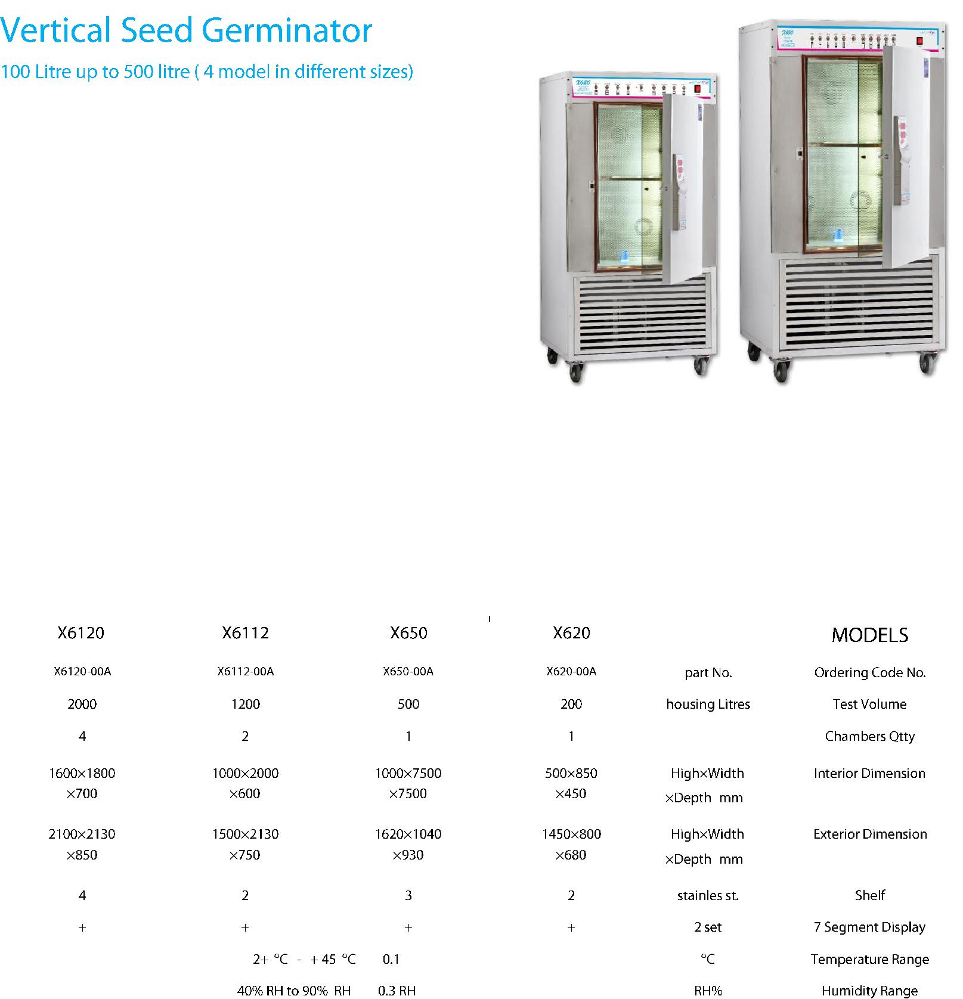 Vertical Seed Germinator
100 Litre up to 500 litre ( 4 model in different sizes)
X620
X650
X6120 X6112 X650 X620 MODELS
X6120-00A X6112-00A X650-00A X620-00A part No. Ordering Code No.
2000 1200 500 200 housing Litres Test Volume
4 2 1 1 Chambers Qtty
1600×1800 1000×2000 1000×7500 500×850 High×Width Interior Dimension
×700 ×600 ×7500 ×450 ×Depth mm
2100×2130 1500×2130 1620×1040 1450×800 High×Width Exterior Dimension
×850 ×750 ×930 ×680 ×Depth mm
4 2 3 2 stainles st. Shelf
+ + + + 2 set 7 Segment Display
2+ °C - + 45 °C 0.1 °C Temperature Range
40% RH to 90% RH 0.3 RH RH% Humidity Range